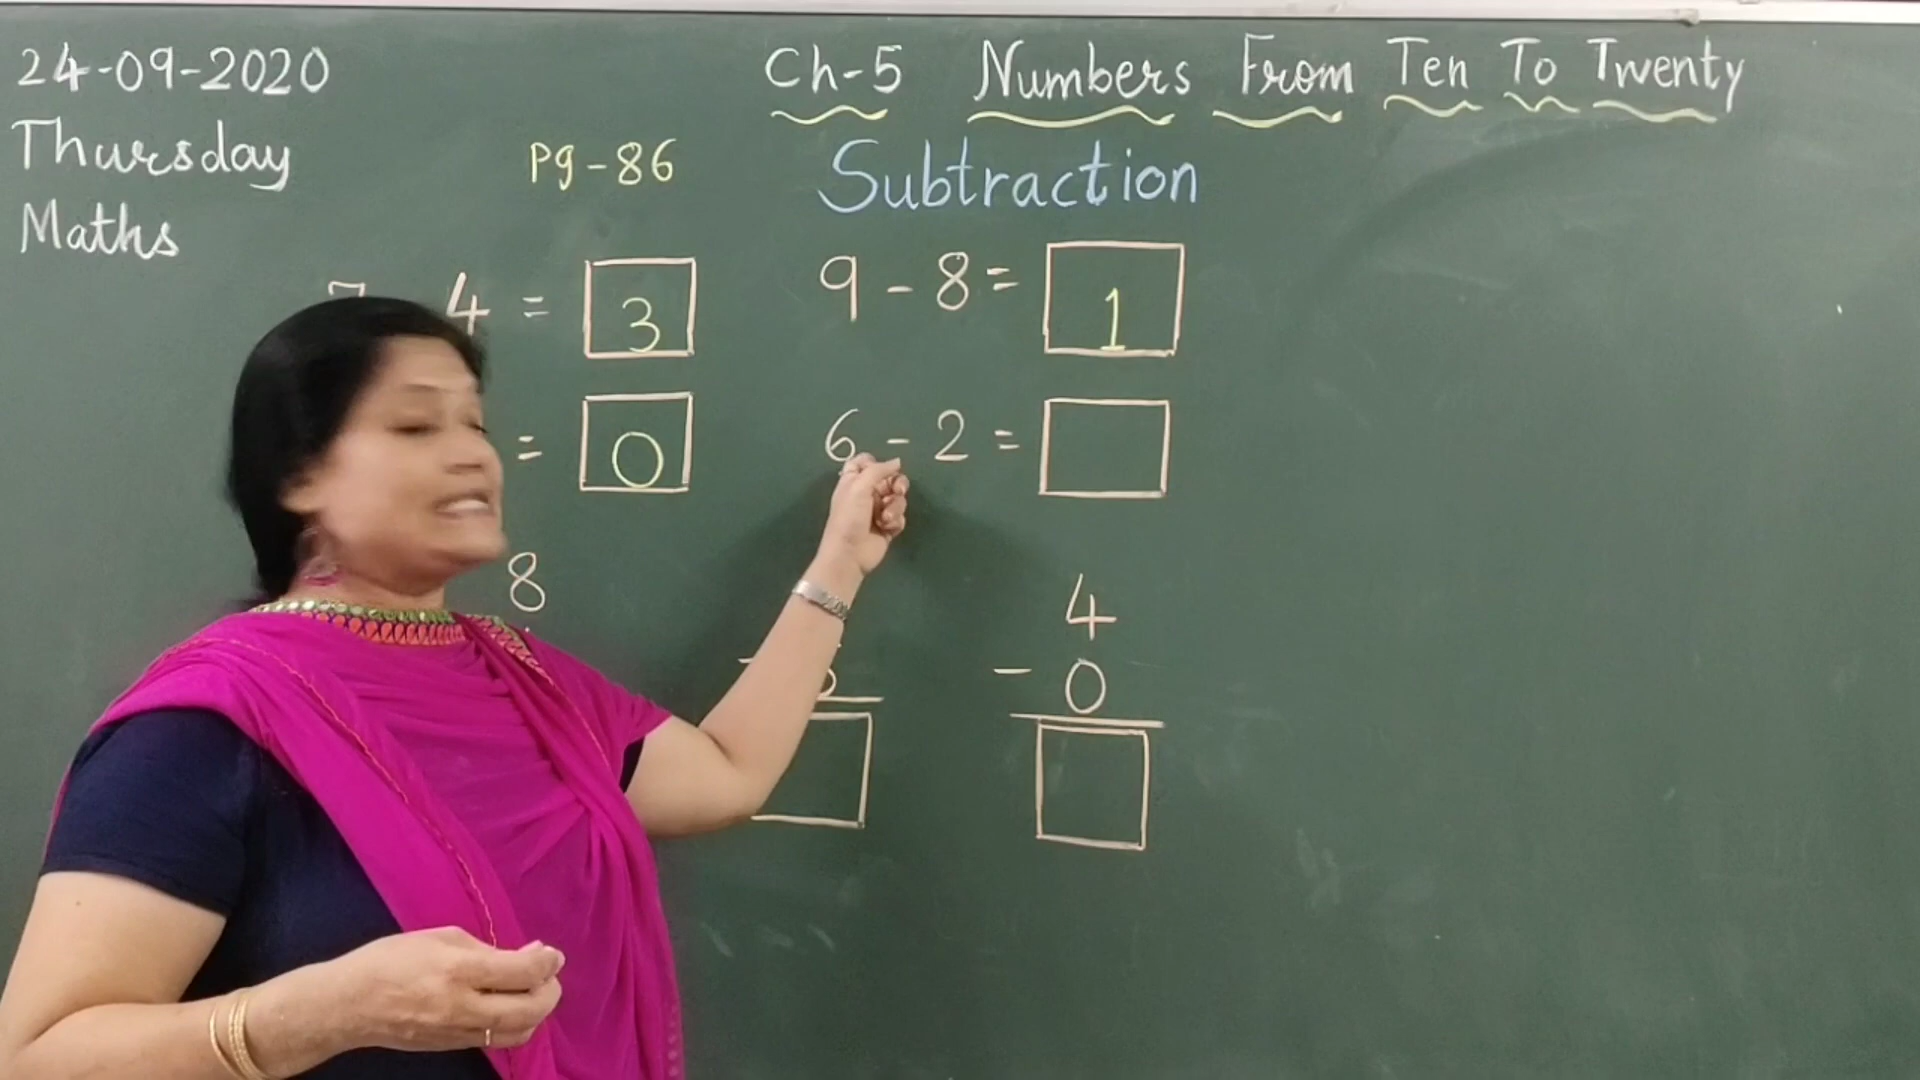 24-09-2020 Ch-5 Numbers From Ten To Twenty
Thursday pg-86 Subtraction
Maths
4 = 3 9 - 8 = 1
= 0 6 - 2 =
8 4
- - 0